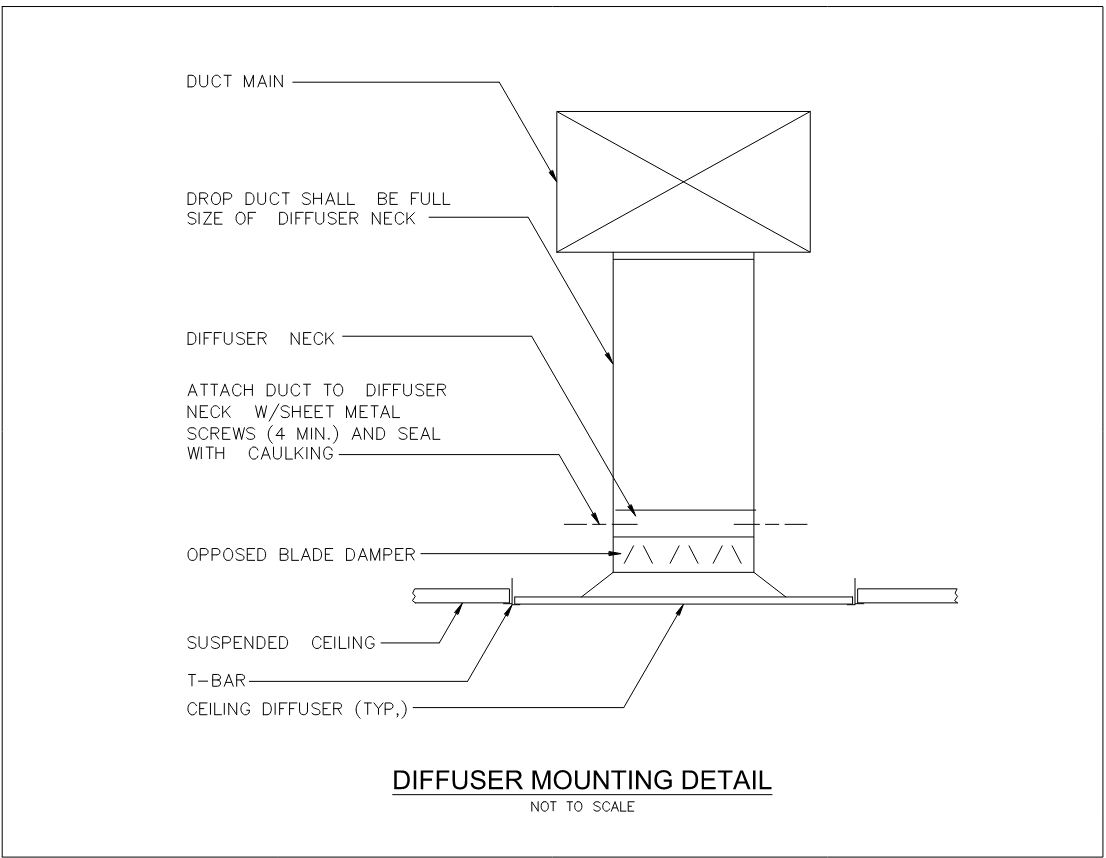 DUCT MAIN
DROP DUCT SHALL BE FULL
SIZE OF DIFFUSER NECK
DIFFUSER NECK
ATTACH DUCT TO DIFFUSER
NECK W/SHEET METAL
SCREWS (4 MIN.) AND SEAL
WITH CAULKING
OPPOSED BLADE DAMPER
SUSPENDED CEILING
T-BAR
CEILING DIFFUSER (TYP,)
DIFFUSER MOUNTING DETAIL
NOT TO SCALE